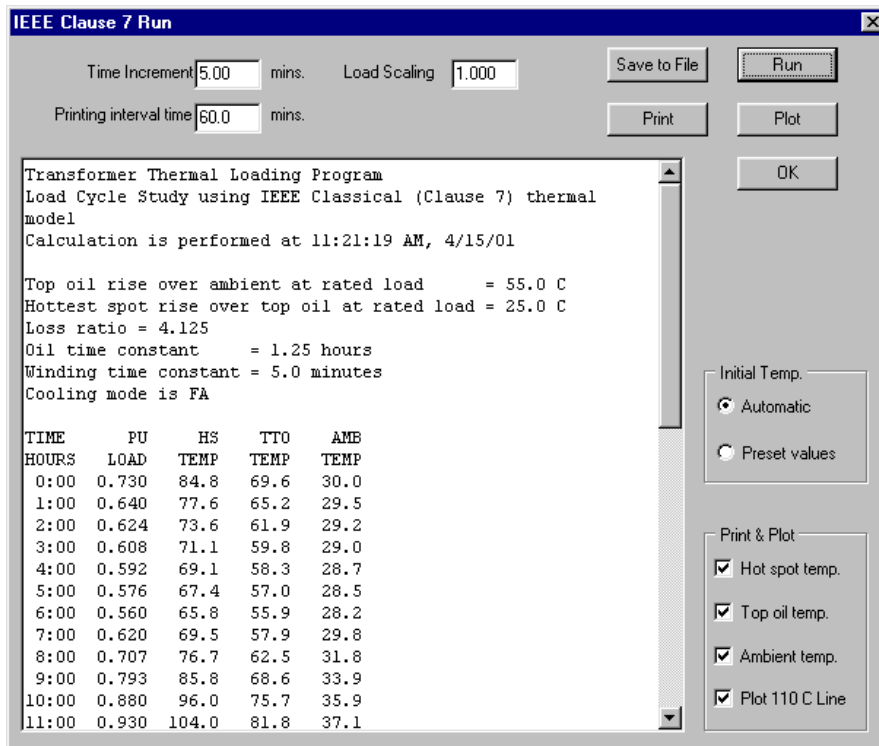 IEEE Clause 7 Run
Time Increment 5.00 mins. Load Scaling 1.000 Save to File Run
Printing interval time 60.0 mins. Print Plot
OK
Transformer Thermal Loading Program
Load Cycle Study using IEEE Classical (Clause 7) thermal
model
Calculation is performed at 11:21:19 AM, 4/15/01
Top oil rise over ambient at rated load = 55.0 C
Hottest spot rise over top oil at rated load = 25.0 C
Loss ratio = 4.125
Oil time constant = 1.25 hours
Winding time constant = 5.0 minutes
Cooling mode is FA
TIME PU HS TTO AMB
HOURS LOAD TEMP TEMP TEMP
0:00 0.730 84.8 69.6 30.0
1:00 0.640 77.6 65.2 29.5
2:00 0.624 73.6 61.9 29.2
3:00 0.608 71.1 59.8 29.0
4:00 0.592 69.1 58.3 28.7
5:00 0.576 67.4 57.0 28.5
6:00 0.560 65.8 55.9 28.2
7:00 0.620 69.5 57.9 29.8
8:00 0.707 76.7 62.5 31.8
9:00 0.793 85.8 68.6 33.9
10:00 0.880 96.0 75.7 35.9
11:00 0.930 104.0 81.8 37.1
Initial Temp.
Automatic
Preset values
Print & Plot
Hot spot temp.
Top oil temp.
Ambient temp.
Plot 110 C Line